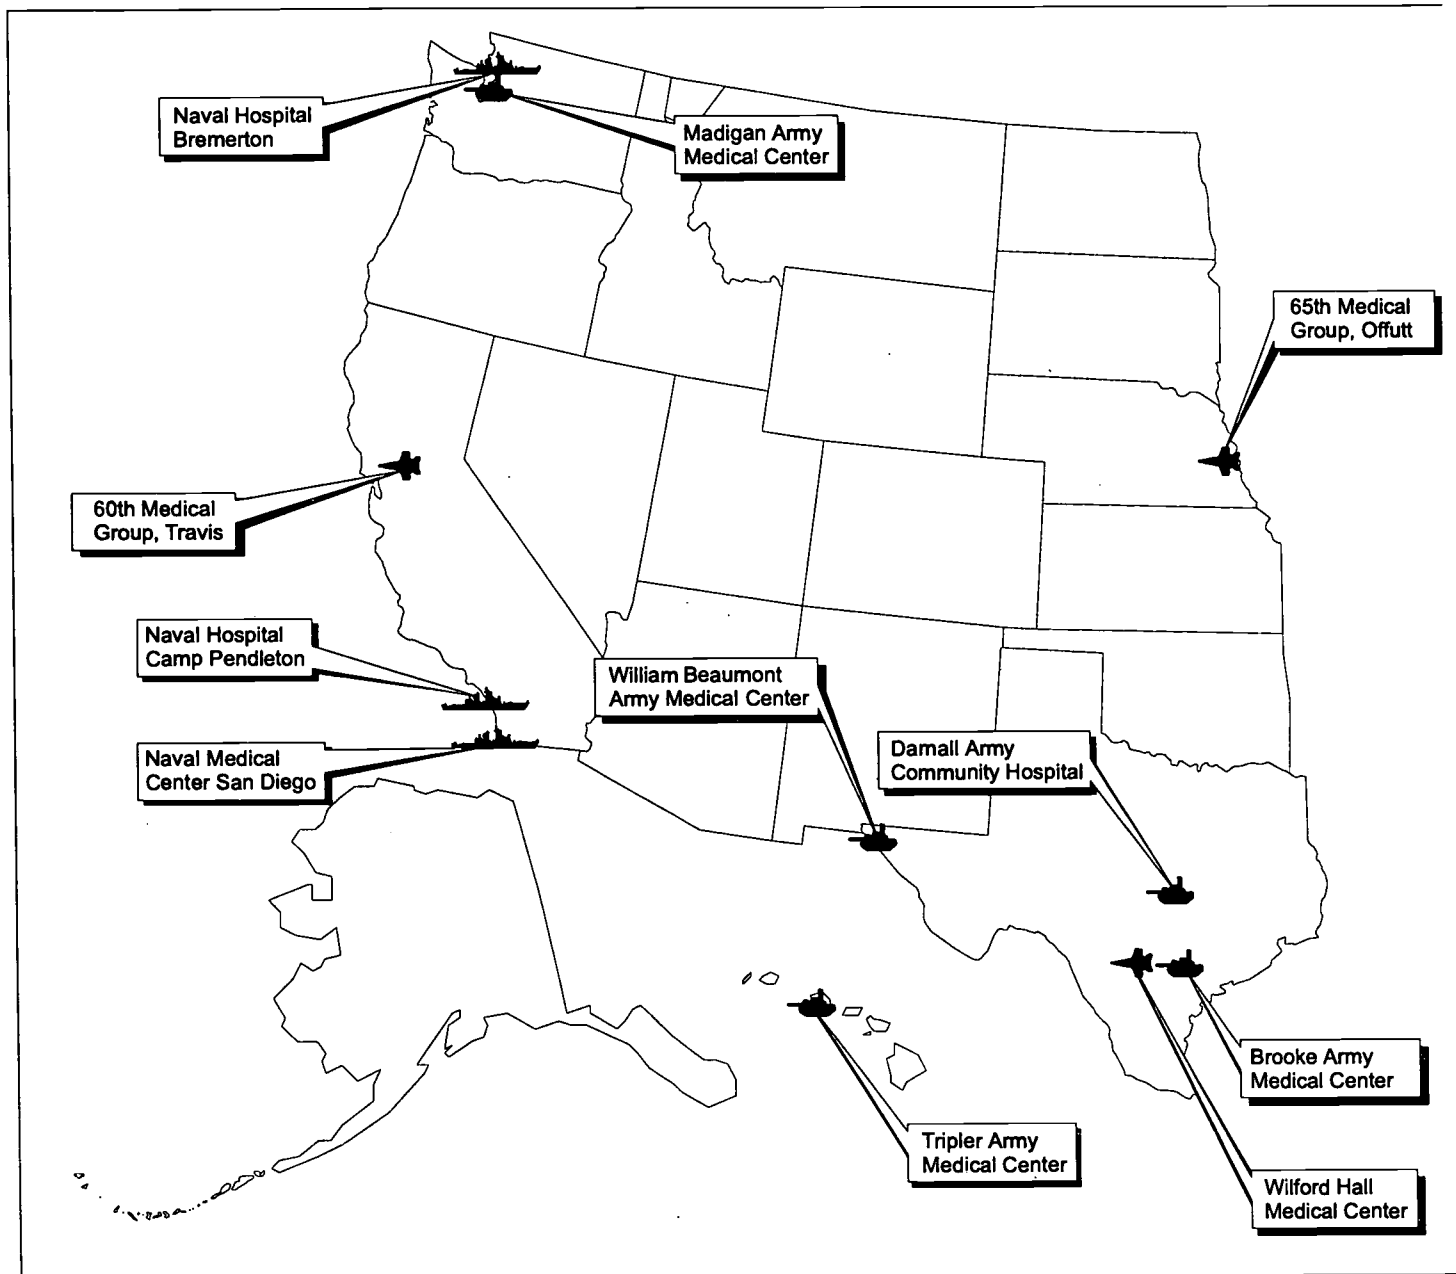 Naval Hospital
Bremerton
Madigan Army
Medical Center
65th Medical
Group, Offutt
60th Medical
Group, Travis
Naval Hospital
Camp Pendleton
William Beaumont
Army Medical Center
Naval Medical
Center San Diego
Darnall Army
Community Hospital
Brooke Army
Medical Center
Tripler Army
Medical Center
Wilford Hall
Medical Center